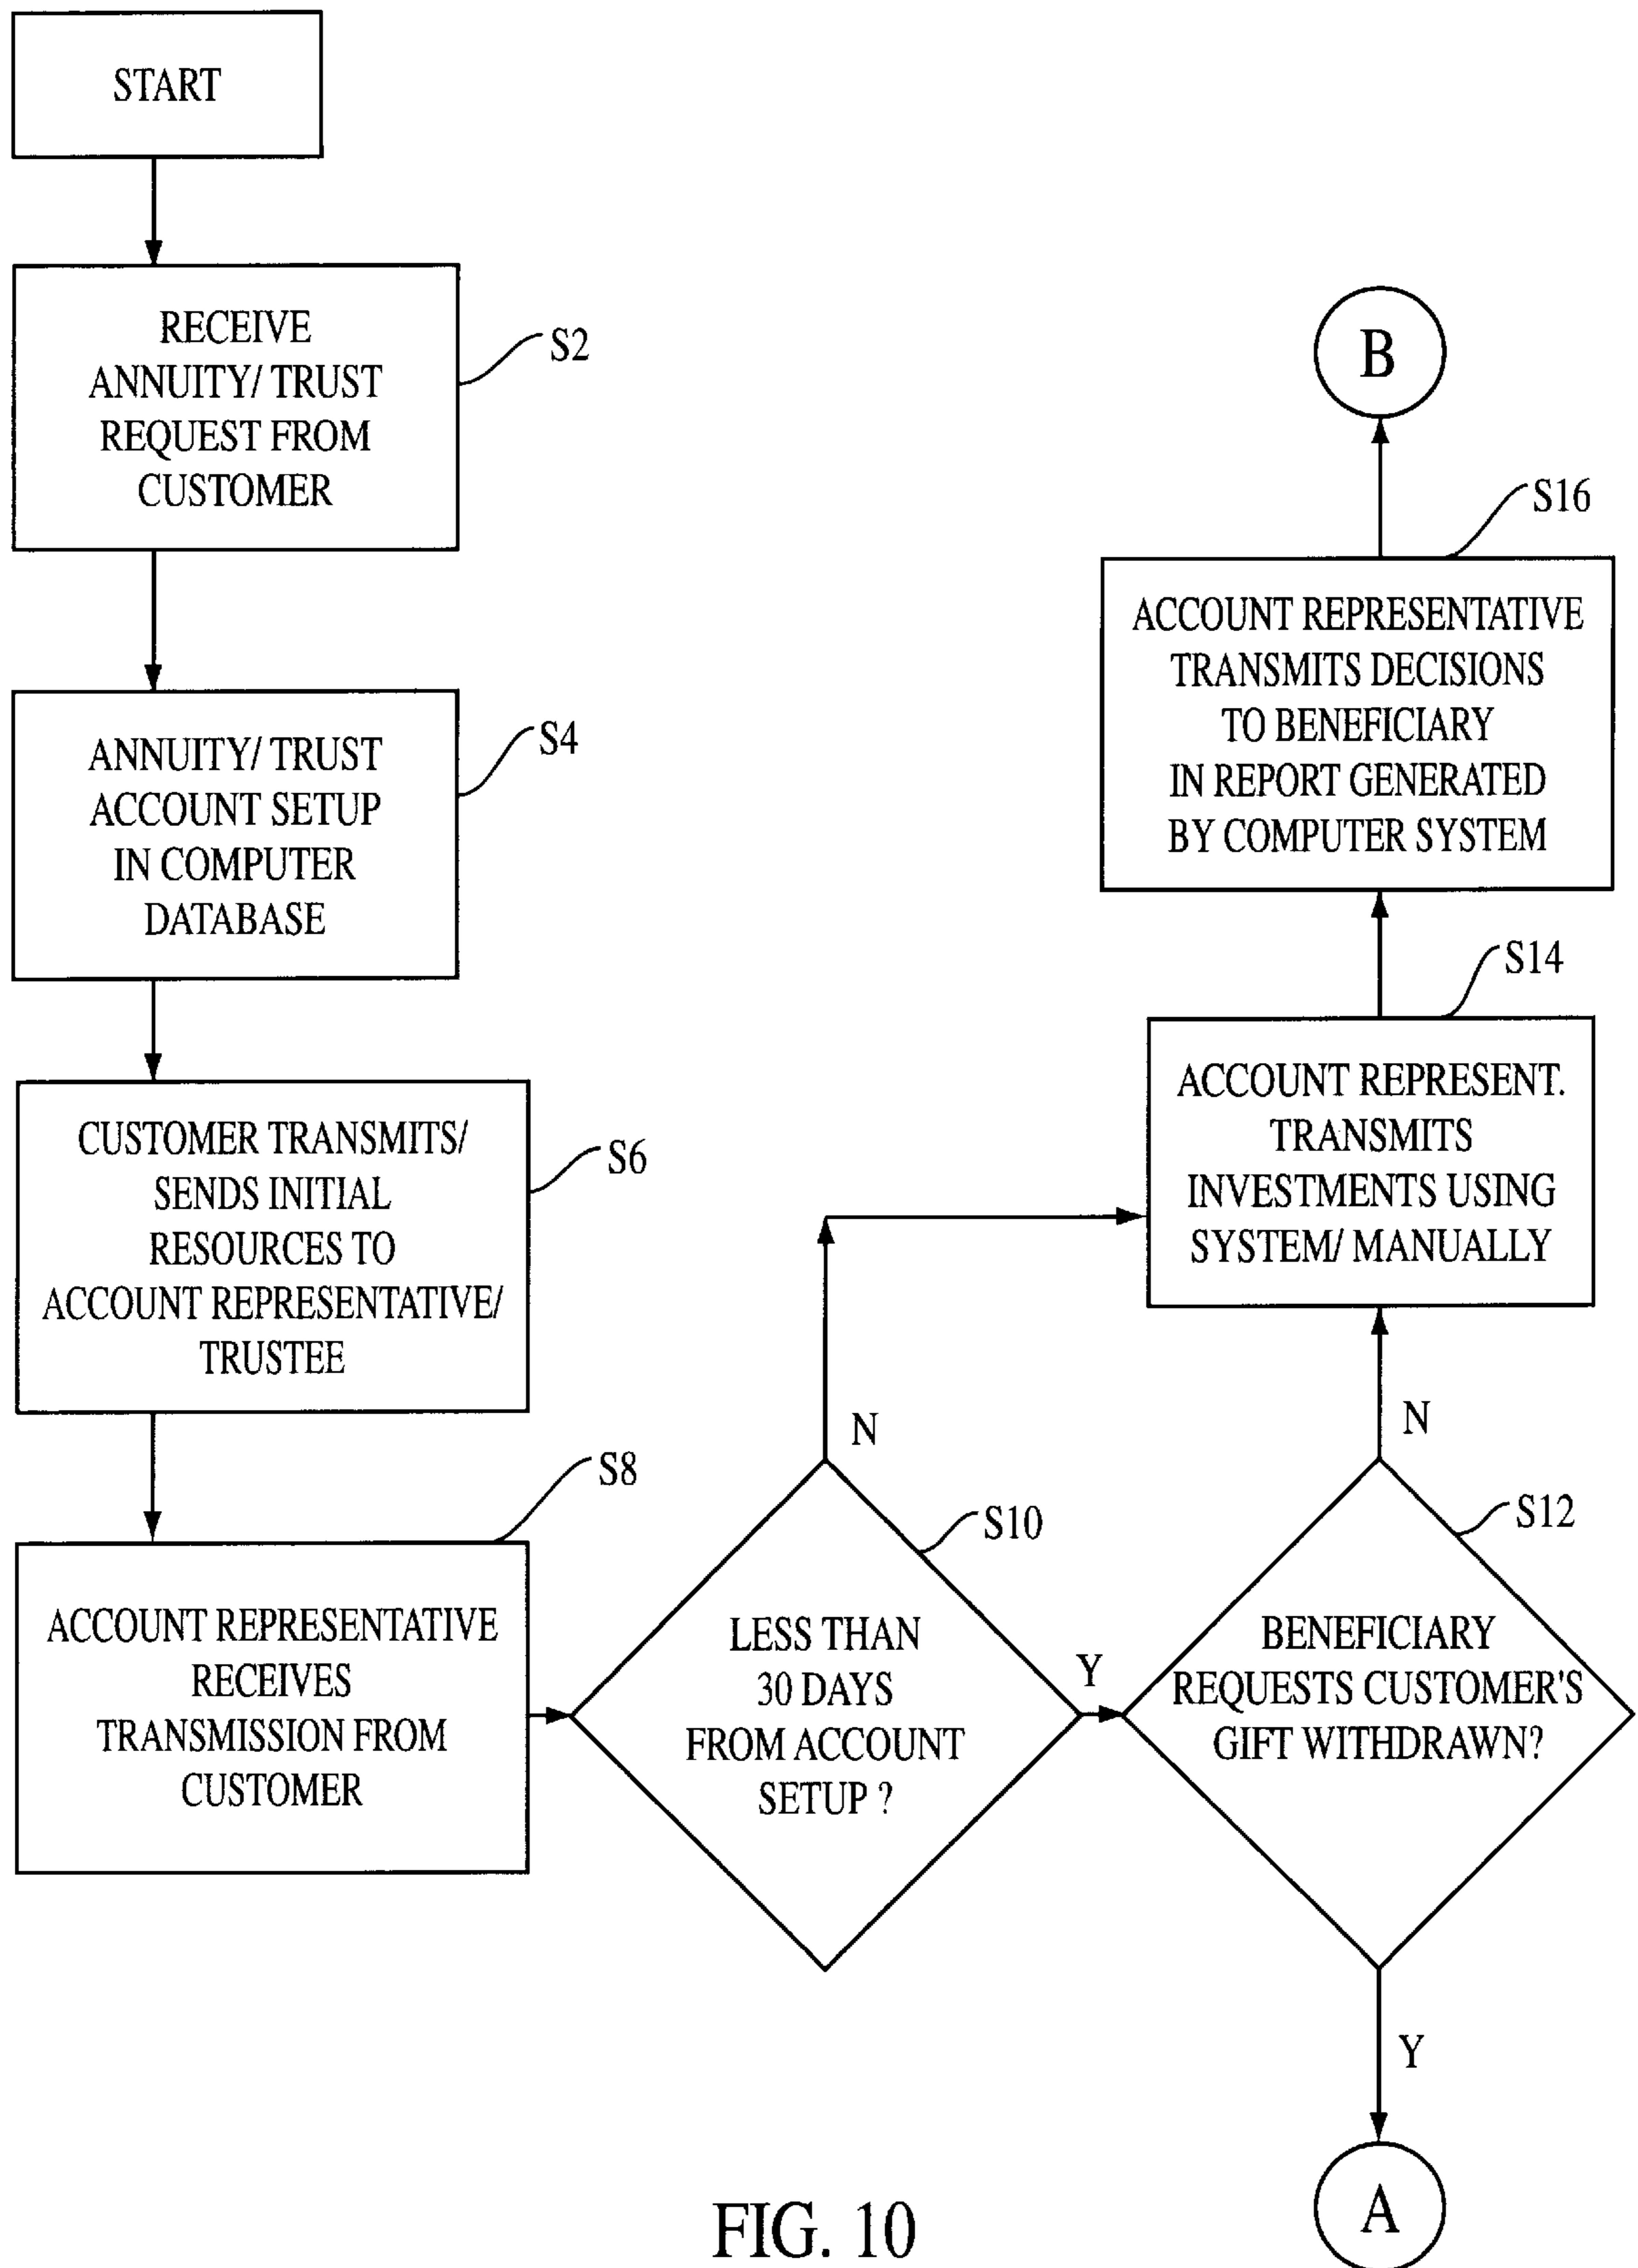 START
RECEIVE
ANNUITY/ TRUST
REQUEST FROM
CUSTOMER
S2
ANNUITY/ TRUST
ACCOUNT SETUP
IN COMPUTER
DATABASE
S4
CUSTOMER TRANSMITS/
SENDS INITIAL
RESOURCES TO
ACCOUNT REPRESENTATIVE/
TRUSTEE
S6
ACCOUNT REPRESENTATIVE
RECEIVES
TRANSMISSION FROM
CUSTOMER
S8
LESS THAN
30 DAYS
FROM ACCOUNT
SETUP ?
S10
N
Y
BENEFICIARY
REQUESTS CUSTOMER'S
GIFT WITHDRAWN?
S12
N
Y
ACCOUNT REPRESENT.
TRANSMITS
INVESTMENTS USING
SYSTEM/ MANUALLY
S14
ACCOUNT REPRESENTATIVE
TRANSMITS DECISIONS
TO BENEFICIARY
IN REPORT GENERATED
BY COMPUTER SYSTEM
S16
B
A
FIG. 10